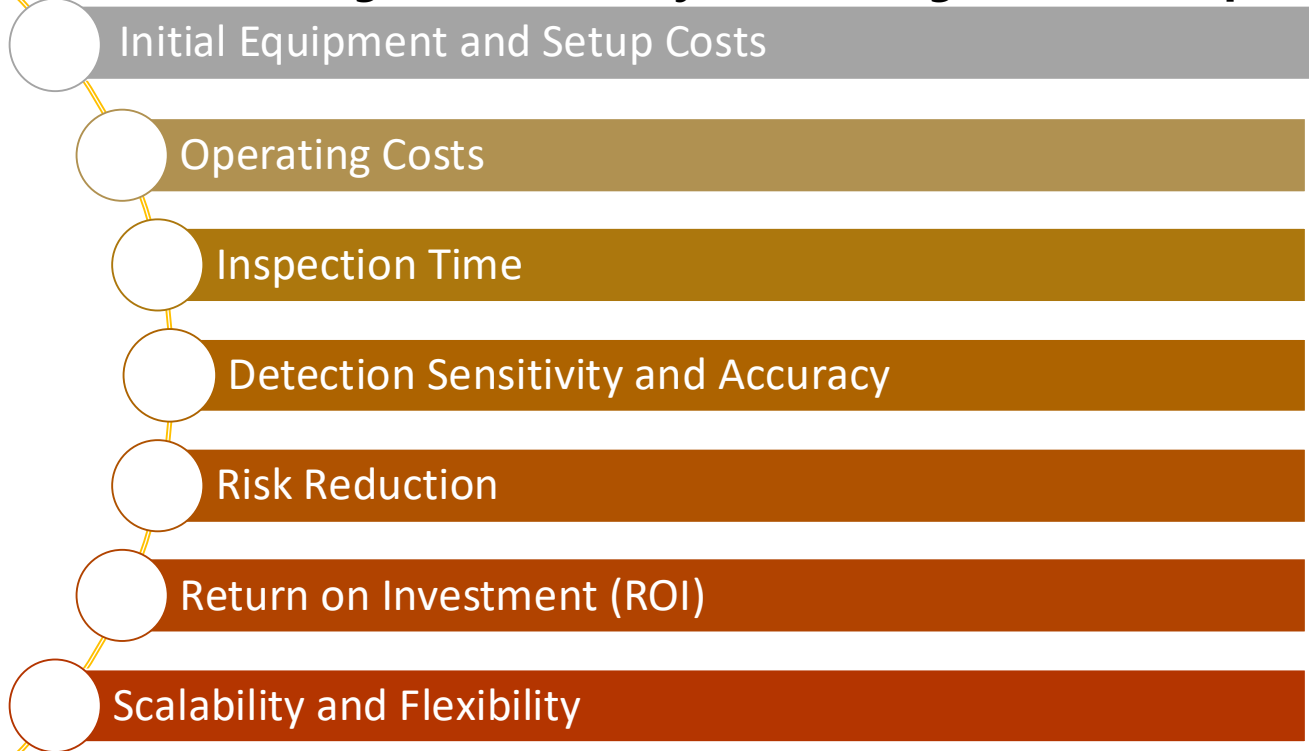 Initial Equipment and Setup Costs
Operating Costs
Inspection Time
Detection Sensitivity and Accuracy
Risk Reduction
Return on Investment (ROI)
Scalability and Flexibility